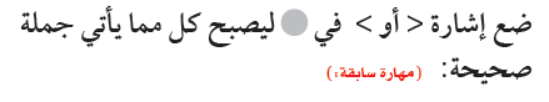 ضع إشارة < أو > في ليصبح كل مما يأتي جملة
صحيحة: (مهارة سابقة)